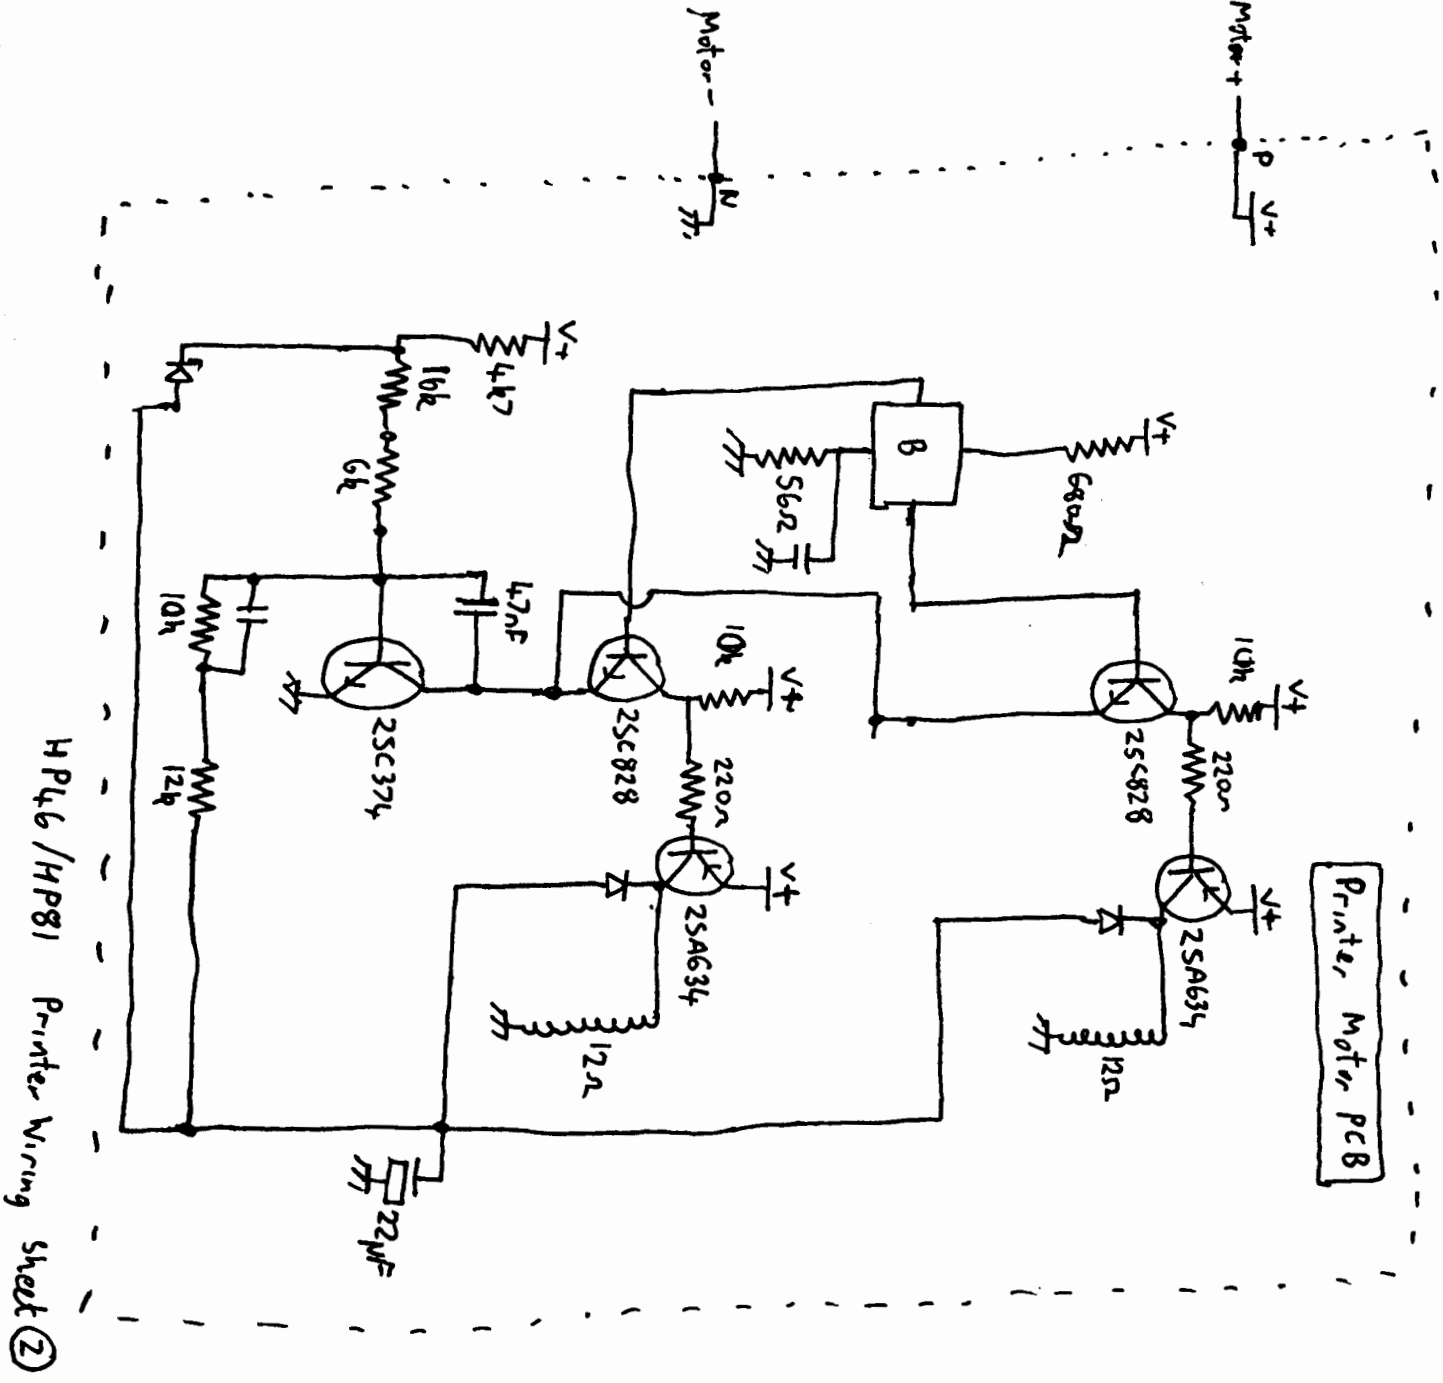 Motor+
P
V+
Motor-
N
Printer Motor PCB
V+
10k
220Ω
V+
2SC828
2SA634
12Ω
V+
680Ω
B
56Ω
V+
10k
220Ω
V+
2SC828
2SA634
12Ω
V+
4k7
16k
6k
47nF
2SC374
10k
12k
22µF
HP46/HP81 Printer Wiring Sheet 2